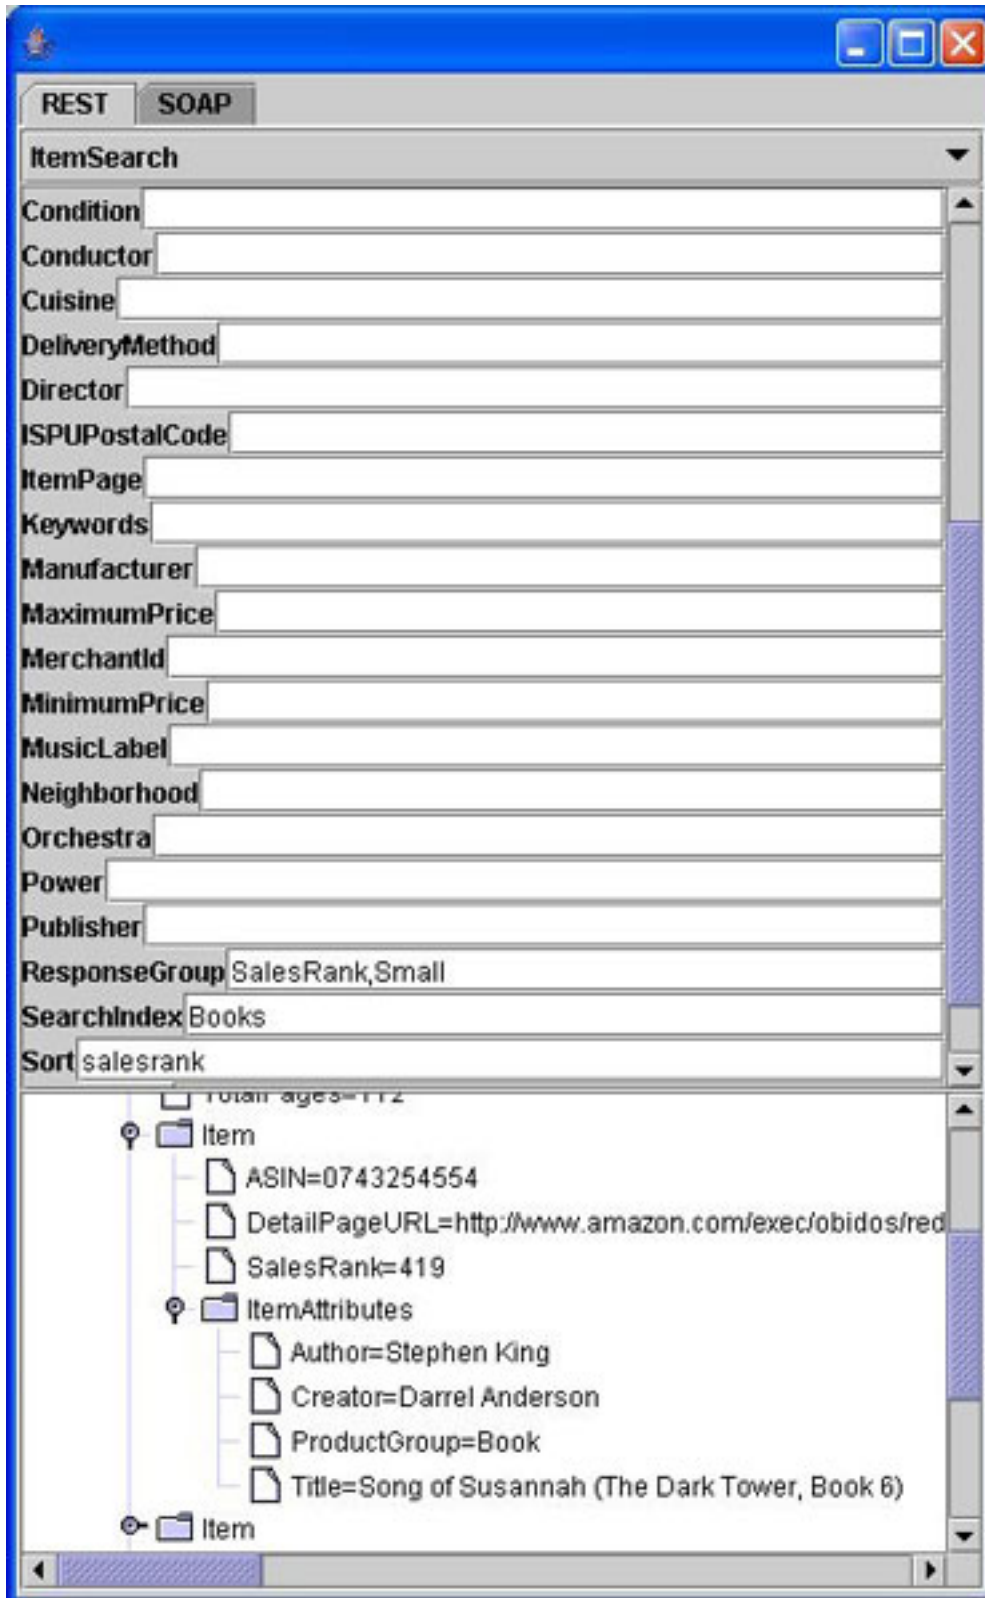 REST SOAP
ItemSearch
Condition
Conductor
Cuisine
DeliveryMethod
Director
ISPUPostalCode
ItemPage
Keywords
Manufacturer
MaximumPrice
MerchantId
MinimumPrice
MusicLabel
Neighborhood
Orchestra
Power
Publisher
ResponseGroup SalesRank,Small
SearchIndex Books
Sort salesrank
TotalPages=112
Item
ASIN=0743254554
DetailPageURL=http://www.amazon.com/exec/obidos/red
SalesRank=419
ItemAttributes
Author=Stephen King
Creator=Darrel Anderson
ProductGroup=Book
Title=Song of Susannah (The Dark Tower, Book 6)
Item